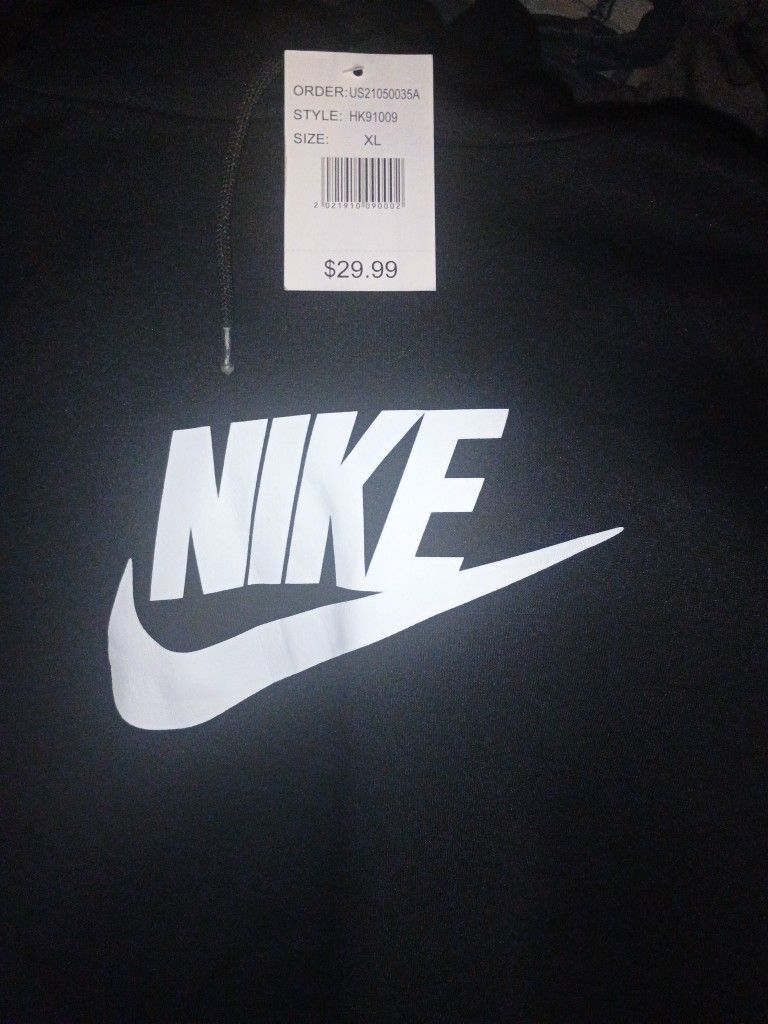 ORDER:US21050035A
STYLE: HK91009
SIZE: XL
2 021910 090002
$29.99
NIKE